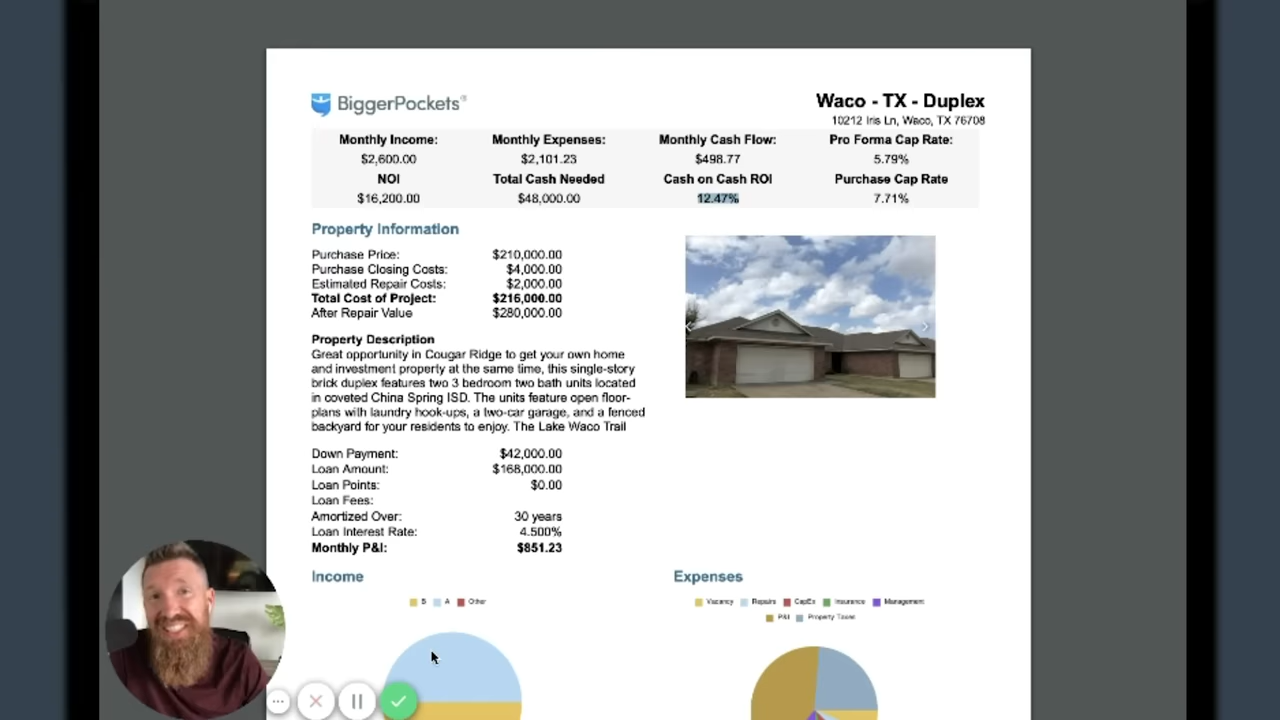 BiggerPockets®
Waco - TX - Duplex
10212 Iris Ln, Waco, TX 76708
Monthly Income: Monthly Expenses: Monthly Cash Flow: Pro Forma Cap Rate:
$2,600.00 $2,101.23 $498.77 5.79%
NOI Total Cash Needed Cash on Cash ROI Purchase Cap Rate
$16,200.00 $48,000.00 12.47% 7.71%
Property Information
Purchase Price: $210,000.00
Purchase Closing Costs: $4,000.00
Estimated Repair Costs: $2,000.00
Total Cost of Project: $216,000.00
After Repair Value $280,000.00
Property Description
Great opportunity in Cougar Ridge to get your own home
and investment property at the same time, this single-story
brick duplex features two 3 bedroom two bath units located
in coveted China Spring ISD. The units feature open floor-
plans with laundry hook-ups, a two-car garage, and a fenced
backyard for your residents to enjoy. The Lake Waco Trail
Down Payment: $42,000.00
Loan Amount: $168,000.00
Loan Points: $0.00
Loan Fees:
Amortized Over: 30 years
Loan Interest Rate: 4.500%
Monthly P&I: $851.23
Income
B A Other
Expenses
Vacancy Repairs CapEx Insurance Management
P&I Property Taxes